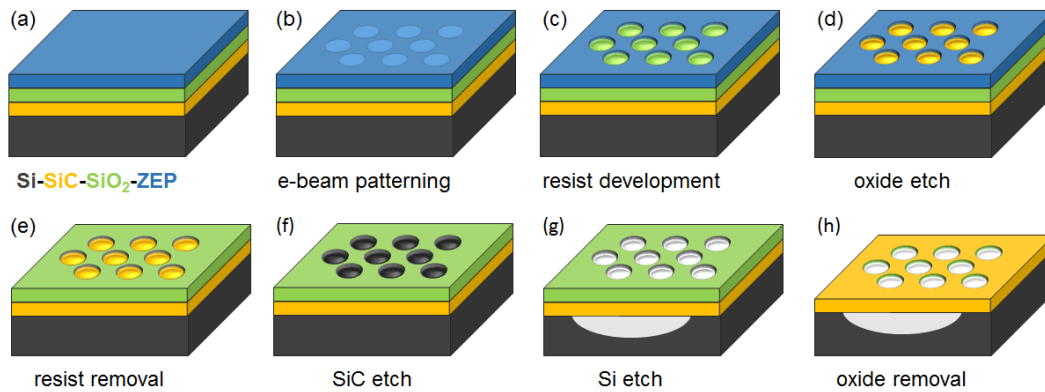 (a)
(b)
(c)
(d)
Si-SiC-SiO₂-ZEP
e-beam patterning
resist development
oxide etch
(e)
(f)
(g)
(h)
resist removal
SiC etch
Si etch
oxide removal